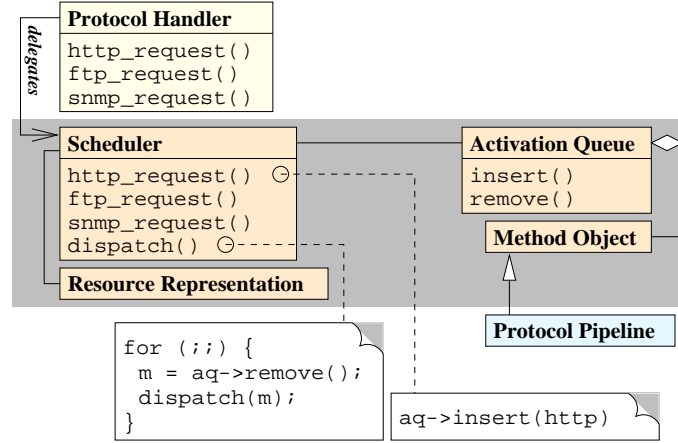 Protocol Handler
http_request()
ftp_request()
snmp_request()
delegates
Scheduler
http_request()
ftp_request()
snmp_request()
dispatch()
Resource Representation
Activation Queue
insert()
remove()
Method Object
Protocol Pipeline
for (;;) {
m = aq->remove();
dispatch(m);
}
aq->insert(http)